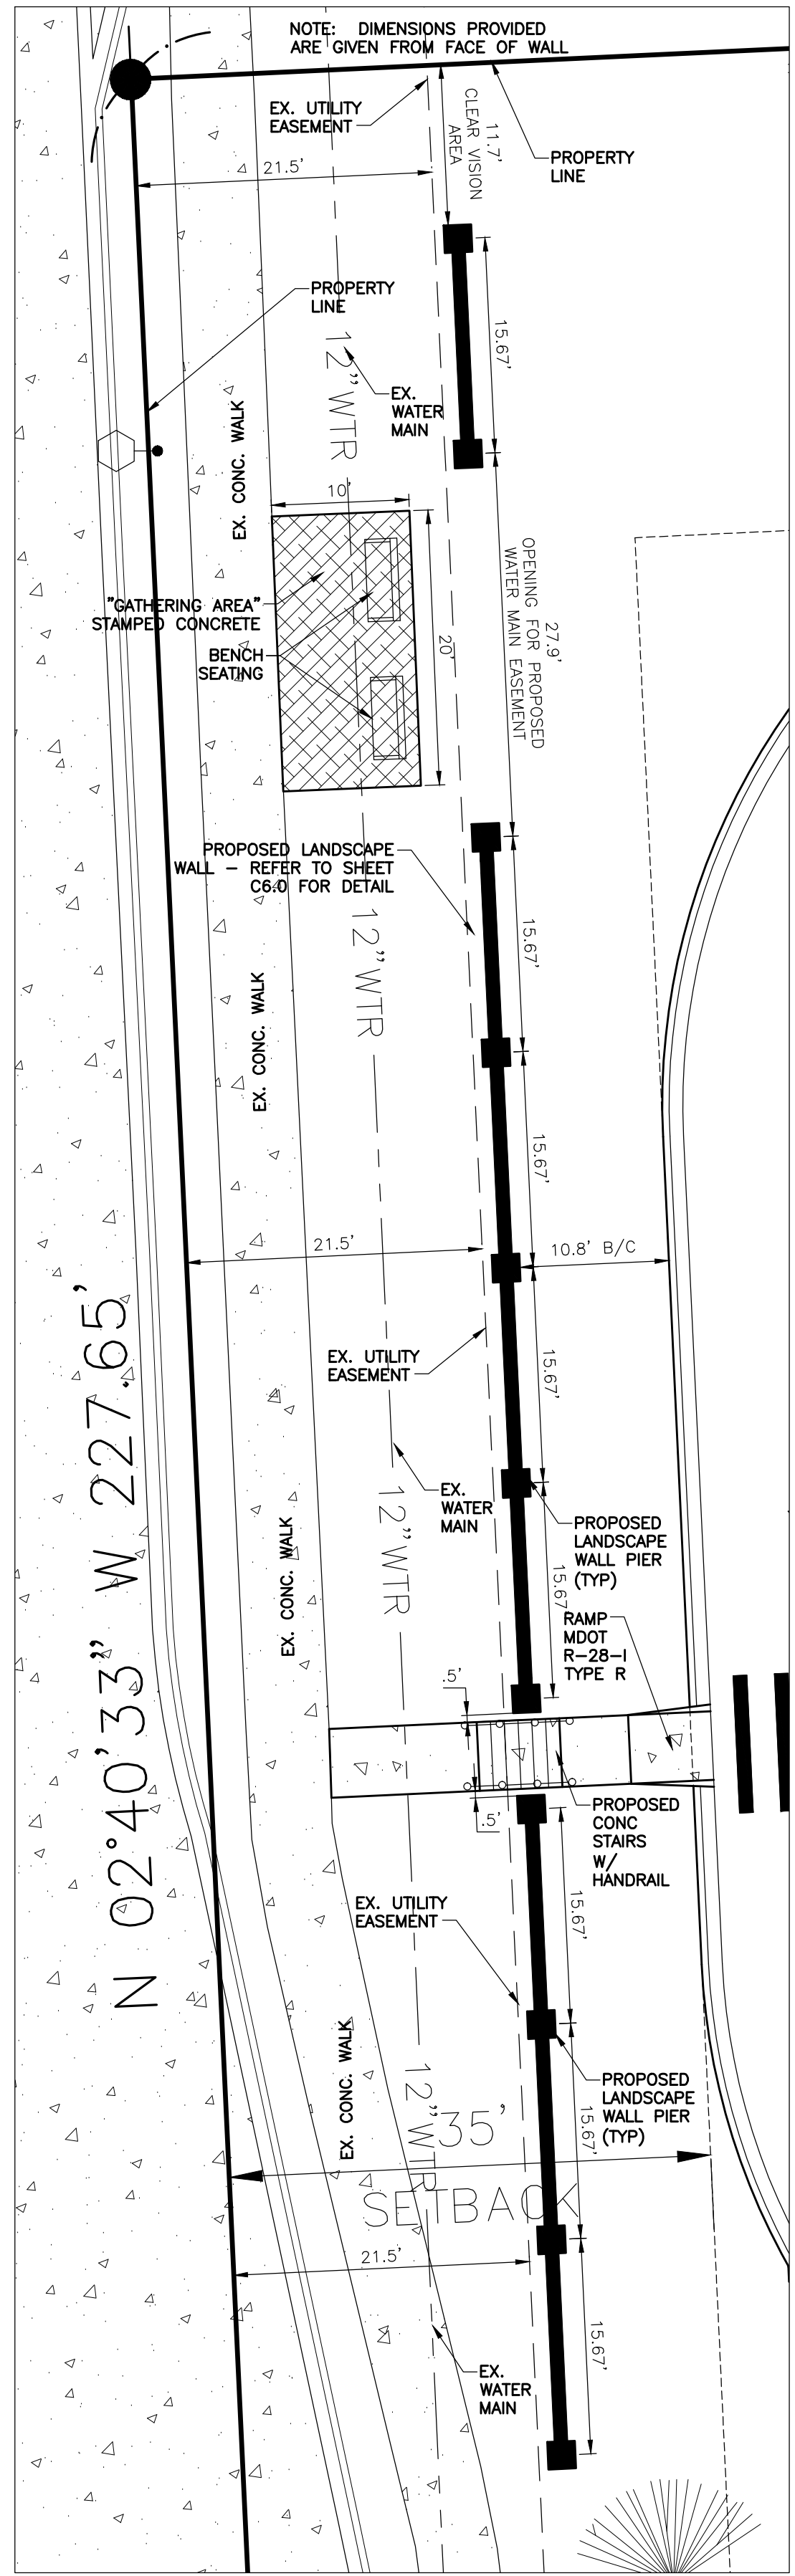 NOTE: DIMENSIONS PROVIDED
ARE GIVEN FROM FACE OF WALL
EX. UTILITY
EASEMENT
11.7'
CLEAR VISION
AREA
PROPERTY
LINE
21.5'
PROPERTY
LINE
15.67'
12"WTR
EX.
WATER
MAIN
EX. CONC. WALK
10'
27.9'
OPENING FOR PROPOSED
WATER MAIN EASEMENT
"GATHERING AREA"
STAMPED CONCRETE
20'
BENCH
SEATING
PROPOSED LANDSCAPE
WALL – REFER TO SHEET
C6.0 FOR DETAIL
15.67'
12"WTR
EX. CONC. WALK
15.67'
21.5'
10.8' B/C
N 02°40'33" W 227.65'
EX. UTILITY
EASEMENT
15.67'
EX.
WATER
MAIN
12"WTR
PROPOSED
LANDSCAPE
WALL PIER
(TYP)
EX. CONC. WALK
15.67'
RAMP
MDOT
R-28-I
TYPE R
.5'
.5'
PROPOSED
CONC
STAIRS
W/
HANDRAIL
EX. UTILITY
EASEMENT
15.67'
EX. CONC. WALK
12"WTR
PROPOSED
LANDSCAPE
WALL PIER
(TYP)
15.67'
35'
SETBACK
21.5'
15.67'
EX.
WATER
MAIN